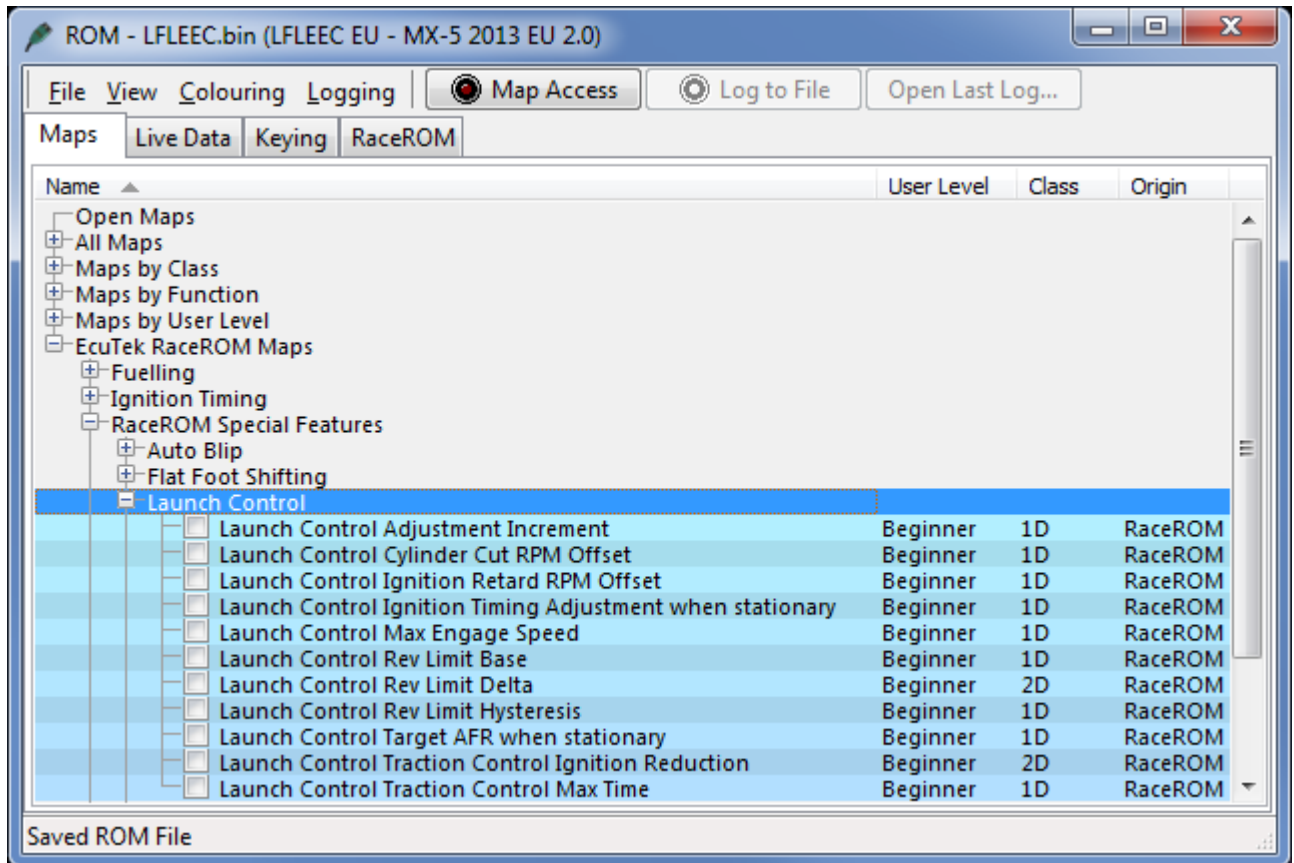 ROM - LFLEEC.bin (LFLEEC EU - MX-5 2013 EU 2.0)
File View Colouring Logging Map Access Log to File Open Last Log...
Maps Live Data Keying RaceROM
Name User Level Class Origin
Open Maps
All Maps
Maps by Class
Maps by Function
Maps by User Level
EcuTek RaceROM Maps
Fuelling
Ignition Timing
RaceROM Special Features
Auto Blip
Flat Foot Shifting
Launch Control
Launch Control Adjustment Increment Beginner 1D RaceROM
Launch Control Cylinder Cut RPM Offset Beginner 1D RaceROM
Launch Control Ignition Retard RPM Offset Beginner 1D RaceROM
Launch Control Ignition Timing Adjustment when stationary Beginner 1D RaceROM
Launch Control Max Engage Speed Beginner 1D RaceROM
Launch Control Rev Limit Base Beginner 1D RaceROM
Launch Control Rev Limit Delta Beginner 2D RaceROM
Launch Control Rev Limit Hysteresis Beginner 1D RaceROM
Launch Control Target AFR when stationary Beginner 1D RaceROM
Launch Control Traction Control Ignition Reduction Beginner 2D RaceROM
Launch Control Traction Control Max Time Beginner 1D RaceROM
Saved ROM File